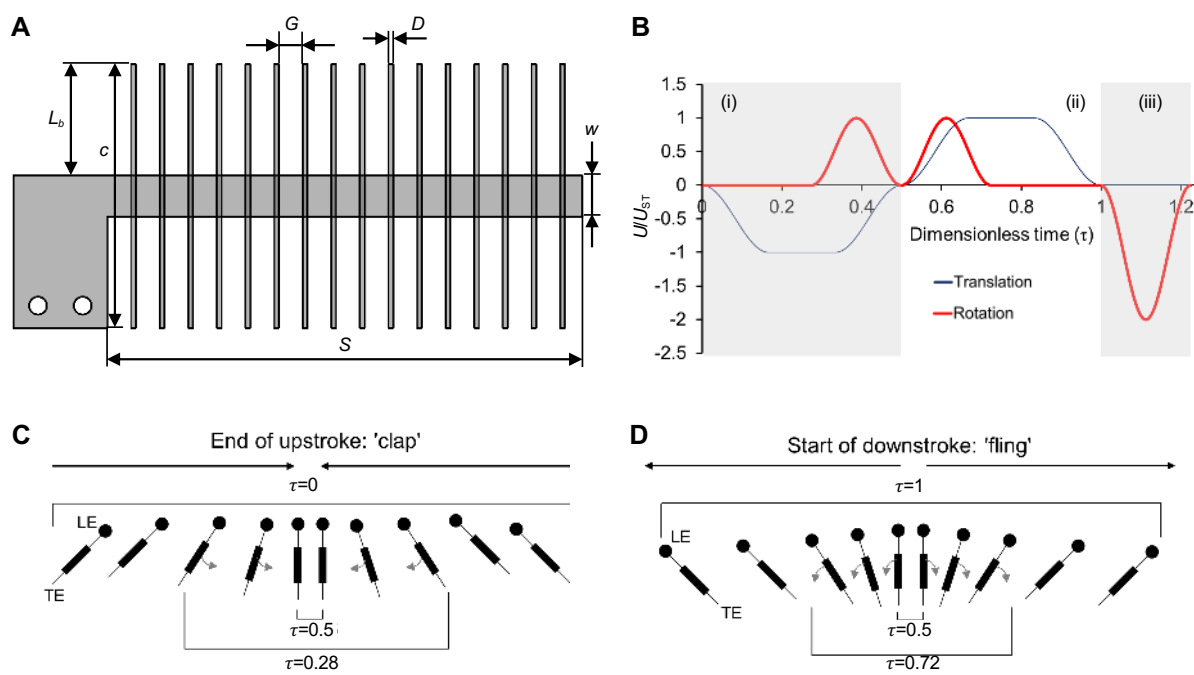 A
G
D
L_b
c
w
S
B
(i)
(ii)
(iii)
U/U_ST
1.5
1
0.5
0
-0.5
-1
-1.5
-2
-2.5
0 0.2 0.4 0.6 0.8 1 1.2
Dimensionless time (τ)
Translation
Rotation
C
End of upstroke: 'clap'
τ=0
LE
TE
τ=0.5
τ=0.28
D
Start of downstroke: 'fling'
τ=1
LE
TE
τ=0.5
τ=0.72